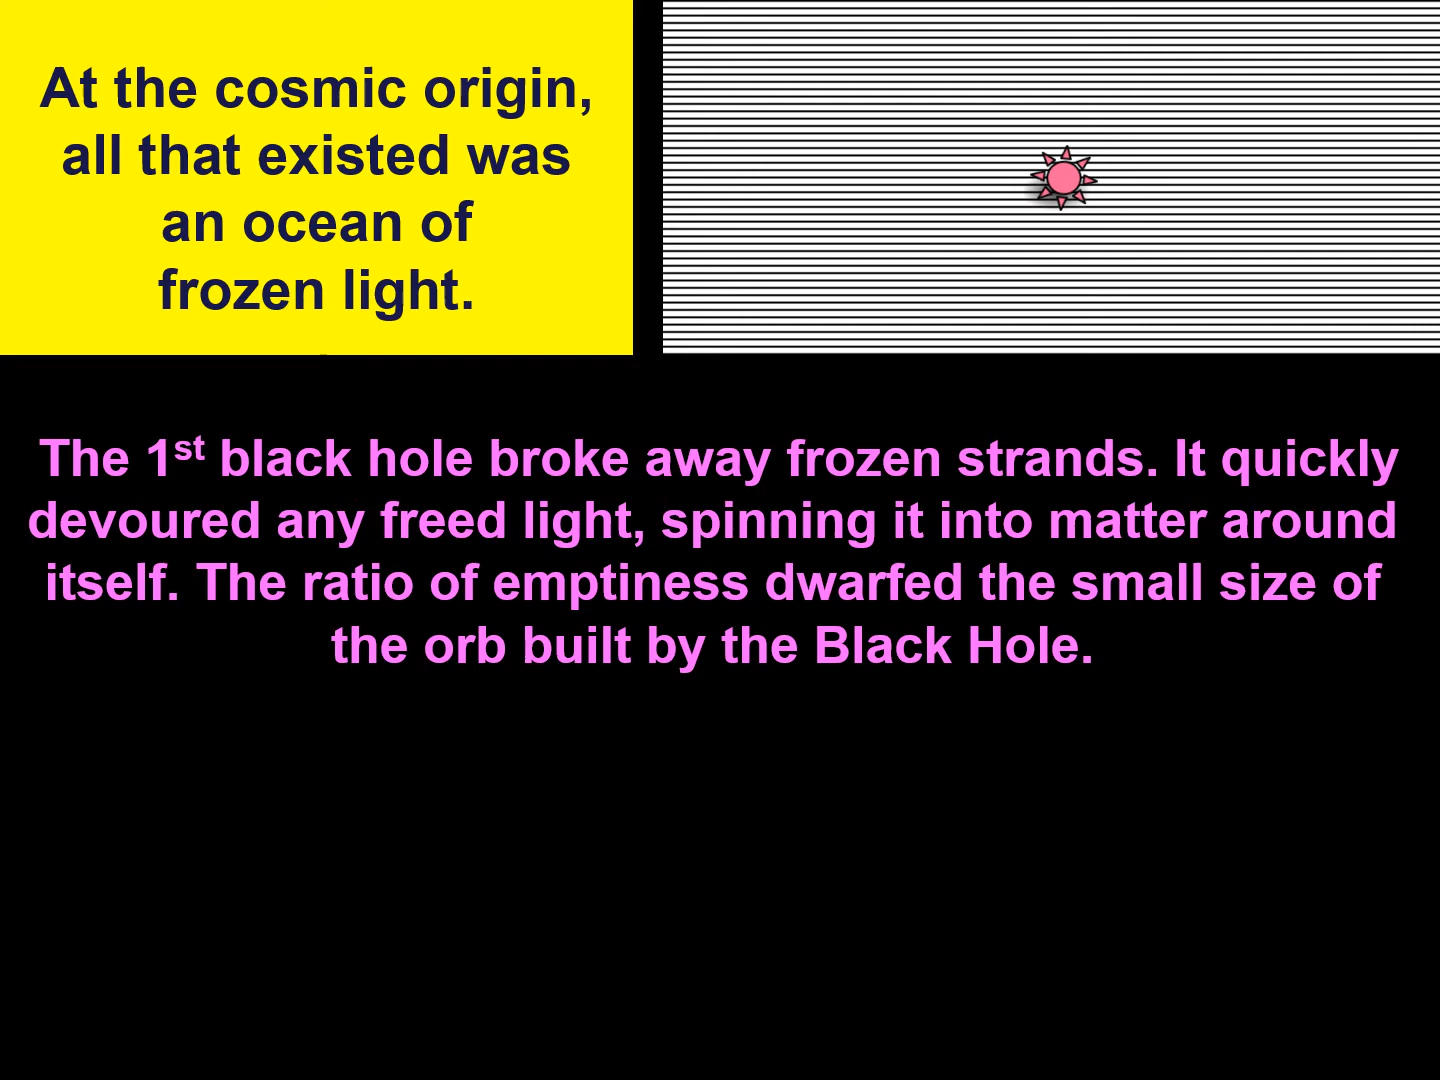 At the cosmic origin,
all that existed was
an ocean of
frozen light.
The 1st black hole broke away frozen strands. It quickly
devoured any freed light, spinning it into matter around
itself. The ratio of emptiness dwarfed the small size of
the orb built by the Black Hole.